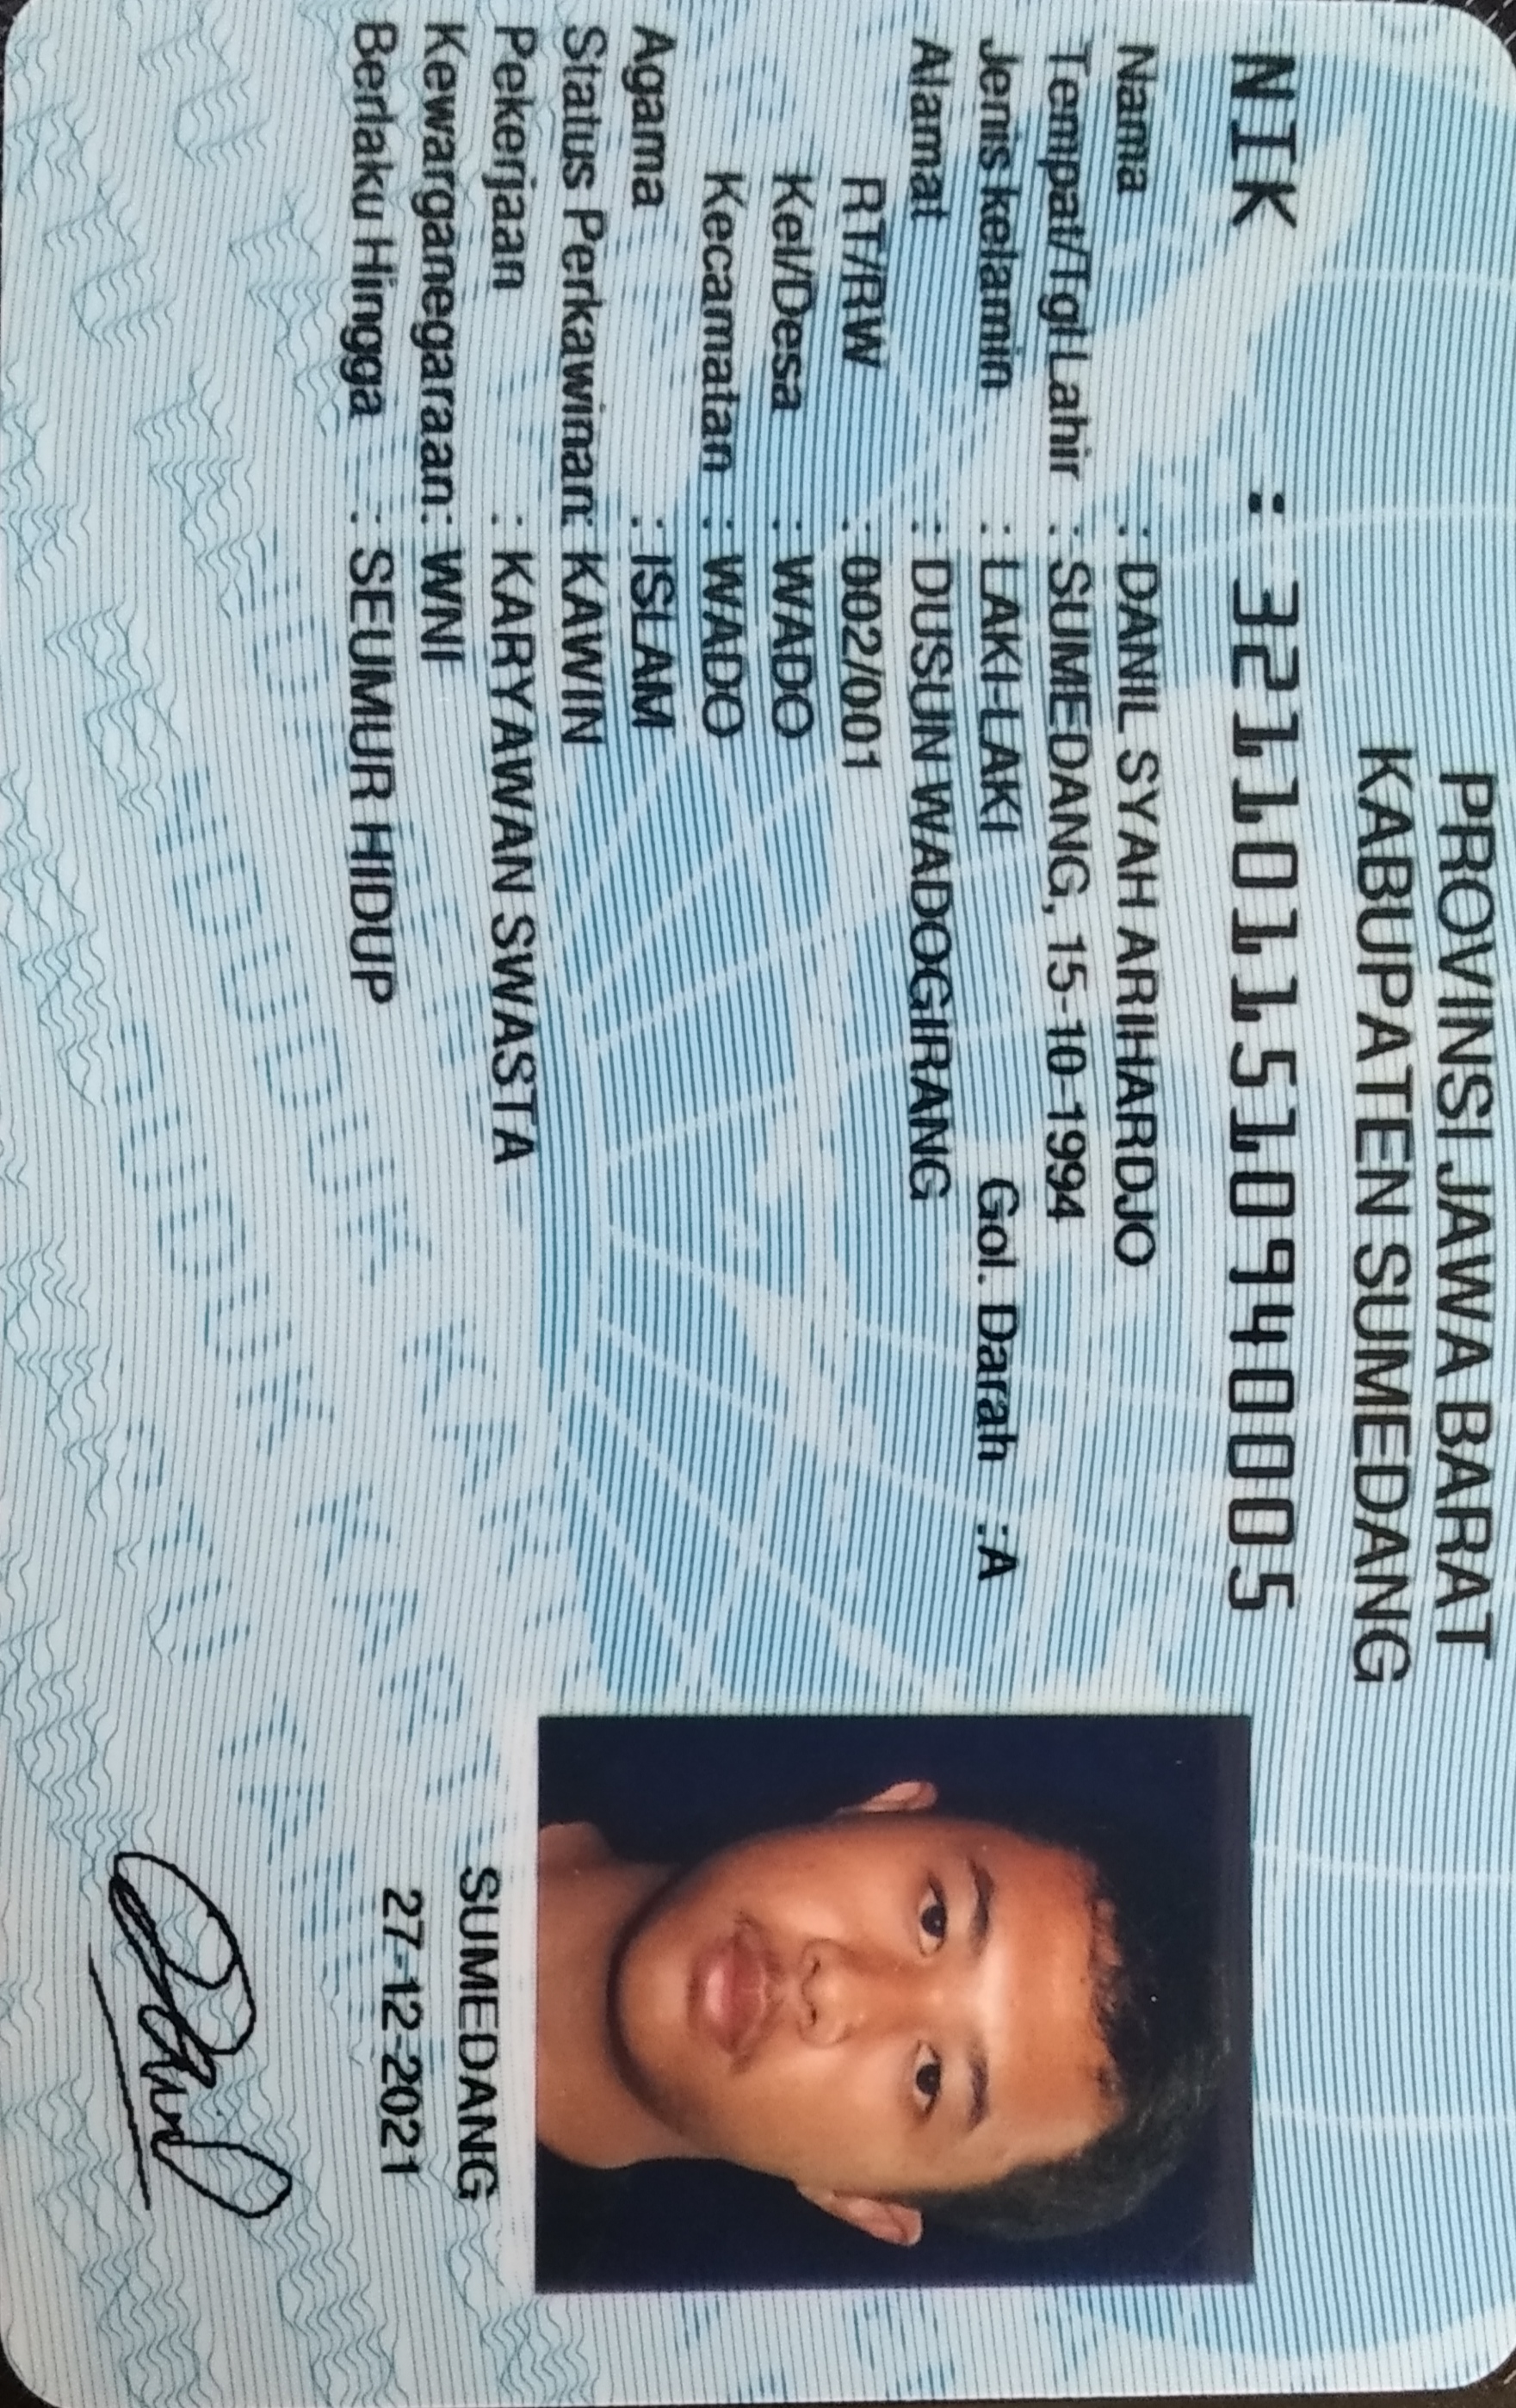 PROVINSI JAWA BARAT
KABUPATEN SUMEDANG
NIK : 3211011510940005
Nama : DANIL SYAH ARIHARDJO
Tempat/Tgl Lahir : SUMEDANG, 15-10-1994
Jenis kelamin : LAKI-LAKI Gol. Darah : A
Alamat : DUSUN WADOGIRANG
RT/RW : 002/001
Kel/Desa : WADO
Kecamatan : WADO
Agama : ISLAM
Status Perkawinan: KAWIN
Pekerjaan : KARYAWAN SWASTA
Kewarganegaraan: WNI
Berlaku Hingga : SEUMUR HIDUP
SUMEDANG
27-12-2021